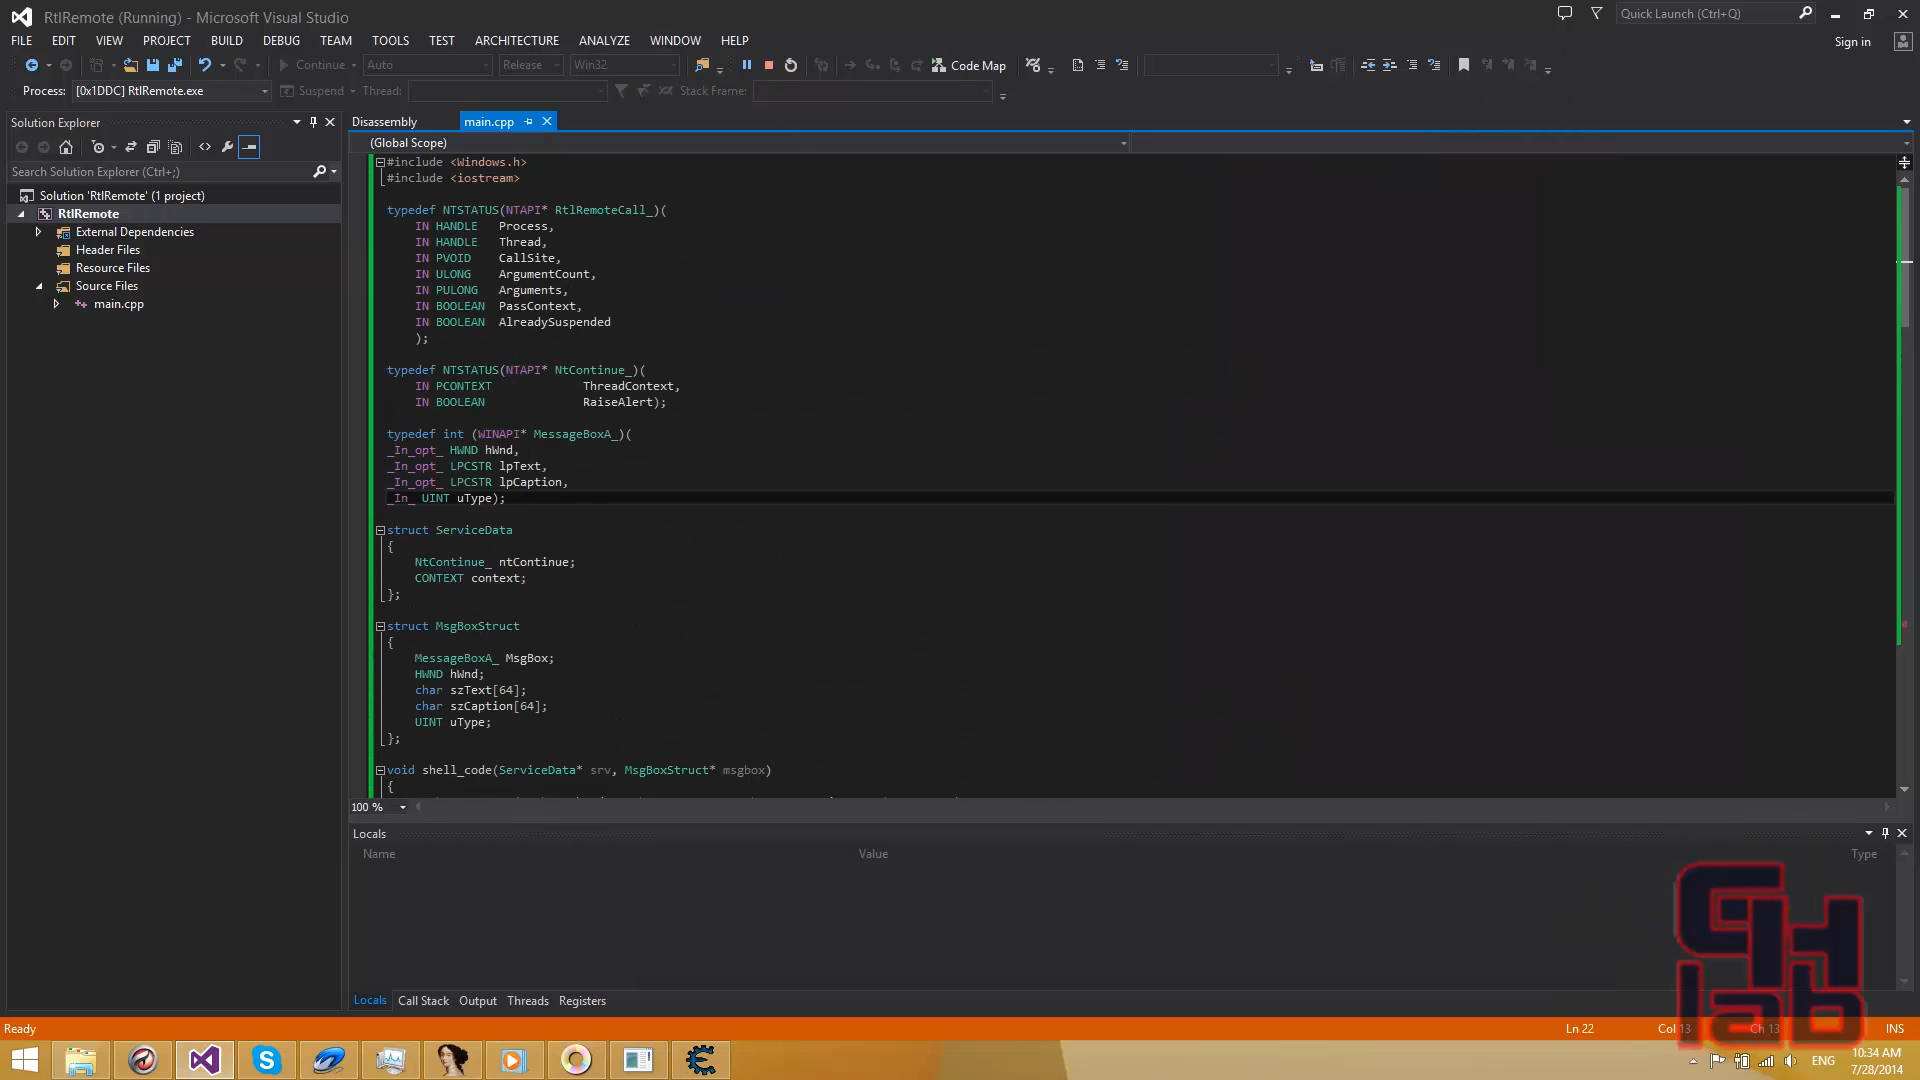 RtlRemote (Running) - Microsoft Visual Studio
Quick Launch (Ctrl+Q)
FILE EDIT VIEW PROJECT BUILD DEBUG TEAM TOOLS TEST ARCHITECTURE ANALYZE WINDOW HELP
Sign in
Continue Auto Release Win32 Code Map
Process: [0x1DDC] RtlRemote.exe Suspend Thread: Stack Frame:
Solution Explorer
Search Solution Explorer (Ctrl+;)
Solution 'RtlRemote' (1 project)
RtlRemote
External Dependencies
Header Files
Resource Files
Source Files
main.cpp
Disassembly main.cpp
(Global Scope)
#include <Windows.h>
#include <iostream>
typedef NTSTATUS(NTAPI* RtlRemoteCall_)(
IN HANDLE Process,
IN HANDLE Thread,
IN PVOID CallSite,
IN ULONG ArgumentCount,
IN PULONG Arguments,
IN BOOLEAN PassContext,
IN BOOLEAN AlreadySuspended
);
typedef NTSTATUS(NTAPI* NtContinue_)(
IN PCONTEXT ThreadContext,
IN BOOLEAN RaiseAlert);
typedef int (WINAPI* MessageBoxA_)(
_In_opt_ HWND hWnd,
_In_opt_ LPCSTR lpText,
_In_opt_ LPCSTR lpCaption,
_In_ UINT uType);
struct ServiceData
{
NtContinue_ ntContinue;
CONTEXT context;
};
struct MsgBoxStruct
{
MessageBoxA_ MsgBox;
HWND hWnd;
char szText[64];
char szCaption[64];
UINT uType;
};
void shell_code(ServiceData* srv, MsgBoxStruct* msgbox)
{
100 %
Locals
Name Value Type
Locals Call Stack Output Threads Registers
Ready Ln 22 Col 13 Ch 13 INS
CH
lab
ENG
10:34 AM
7/28/2014